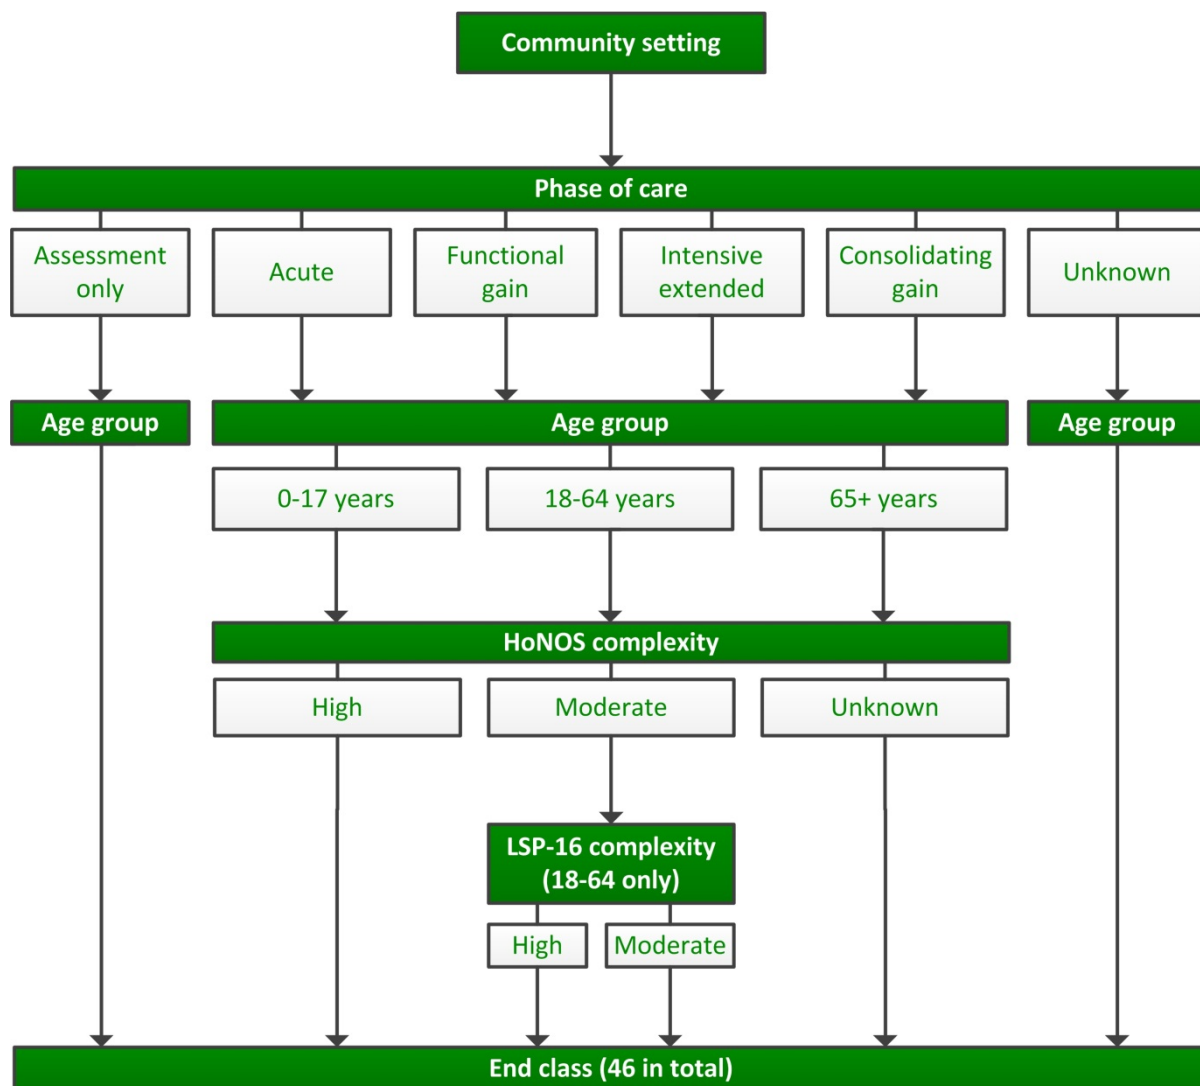 Community setting
Phase of care
Assessment
only
Acute
Functional
gain
Intensive
extended
Consolidating
gain
Unknown
Age group
Age group
Age group
0-17 years
18-64 years
65+ years
HoNOS complexity
High
Moderate
Unknown
LSP-16 complexity
(18-64 only)
High
Moderate
End class (46 in total)